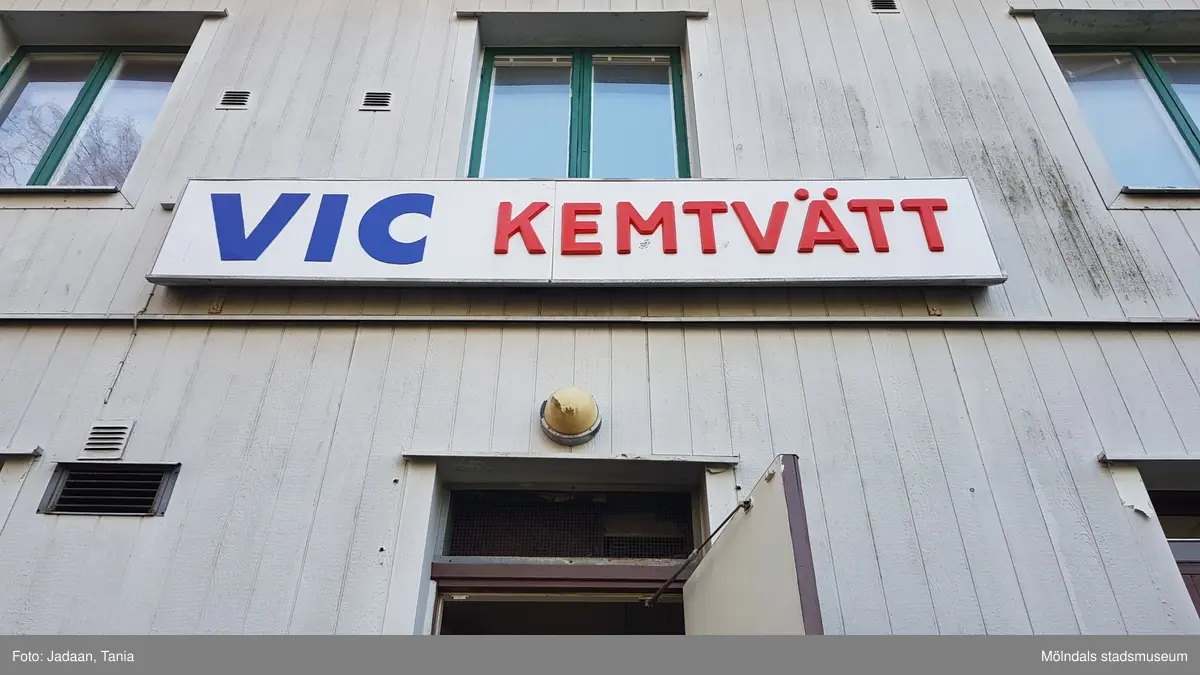 VIC KEMTVÄTT
Foto: Jadaan, Tania
Mölndals stadsmuseum